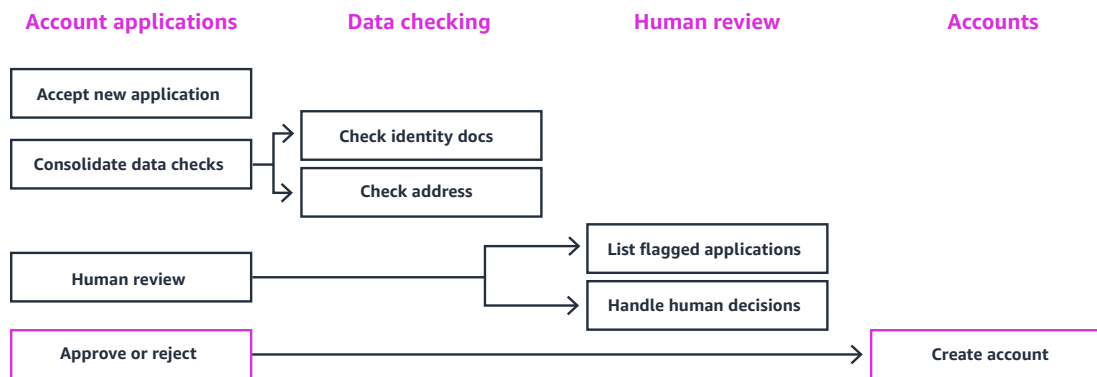 Account applications
Data checking
Human review
Accounts
Accept new application
Consolidate data checks
Check identity docs
Check address
Human review
List flagged applications
Handle human decisions
Approve or reject
Create account